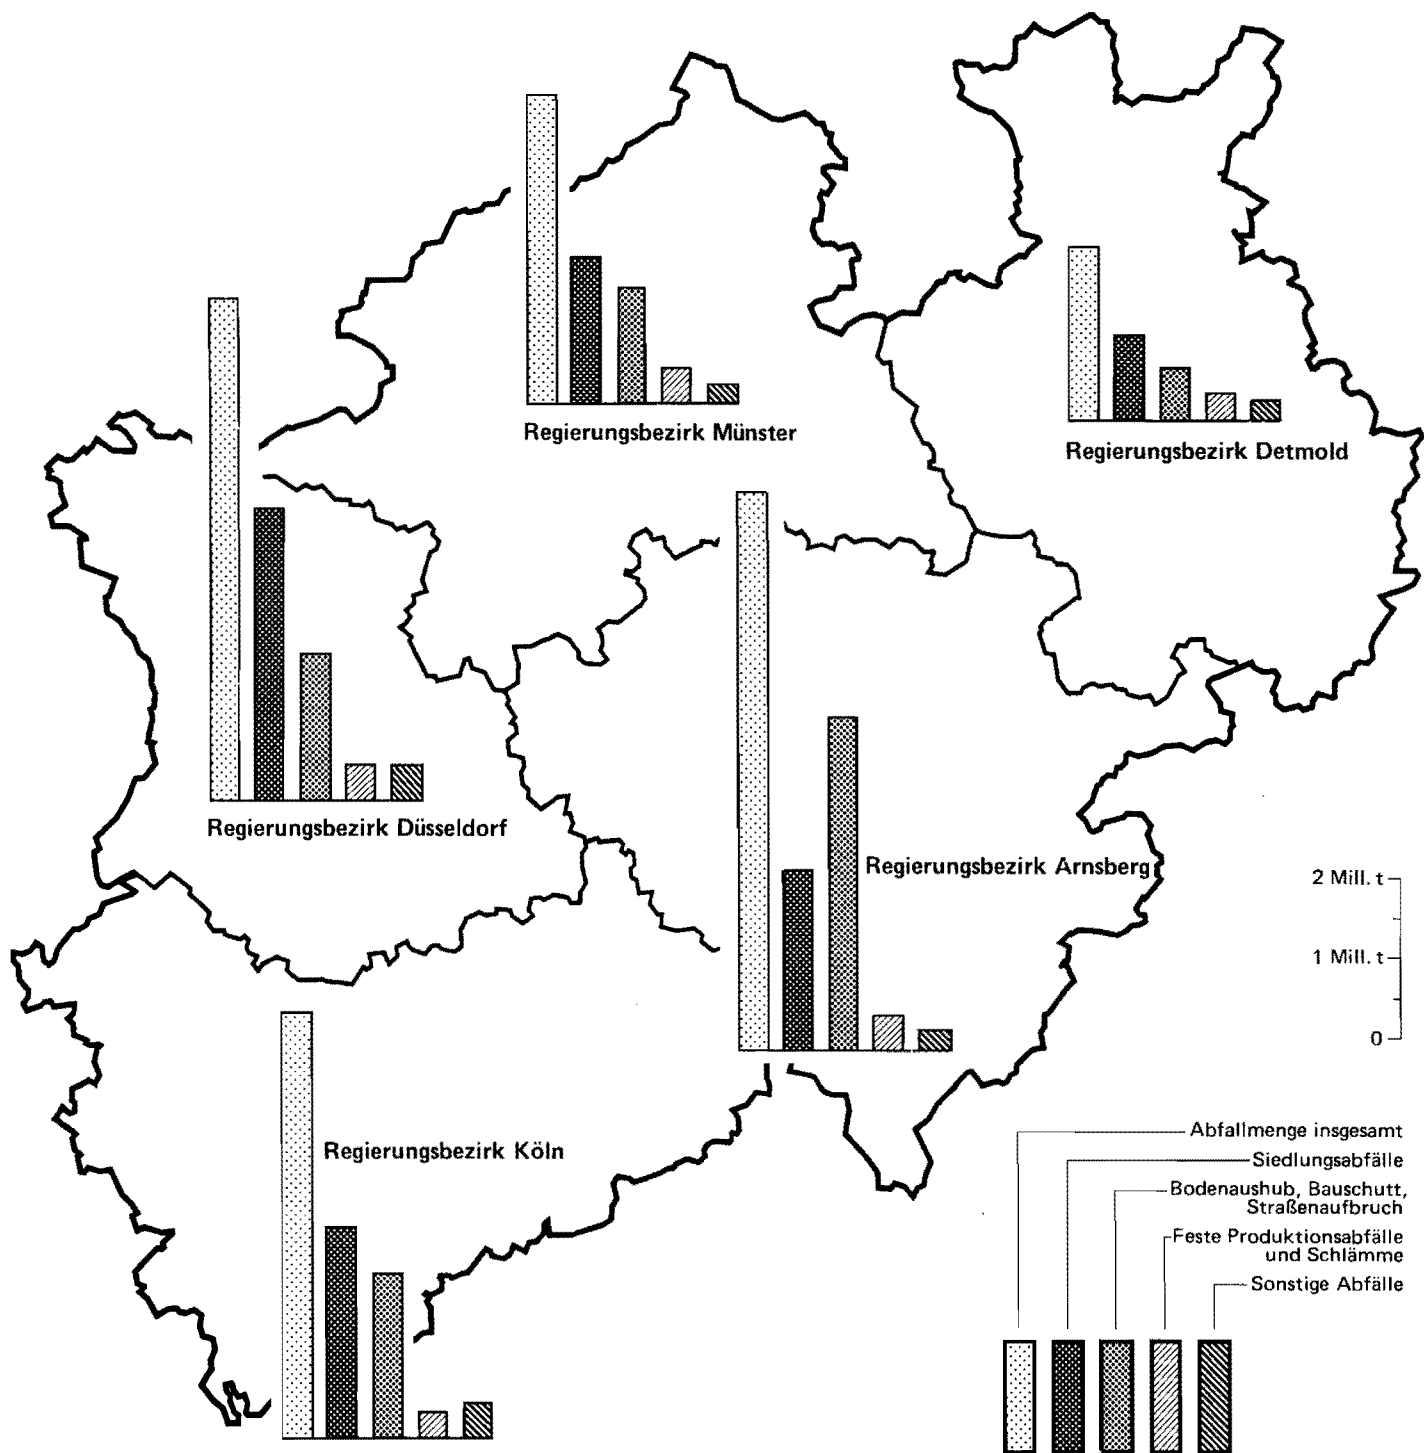 Regierungsbezirk Münster
Regierungsbezirk Detmold
Regierungsbezirk Düsseldorf
Regierungsbezirk Arnsberg
2 Mill. t
1 Mill. t
0
Regierungsbezirk Köln
Abfallmenge insgesamt
Siedlungsabfälle
Bodenaushub, Bauschutt,
Straßenaufbruch
Feste Produktionsabfälle
und Schlämme
Sonstige Abfälle